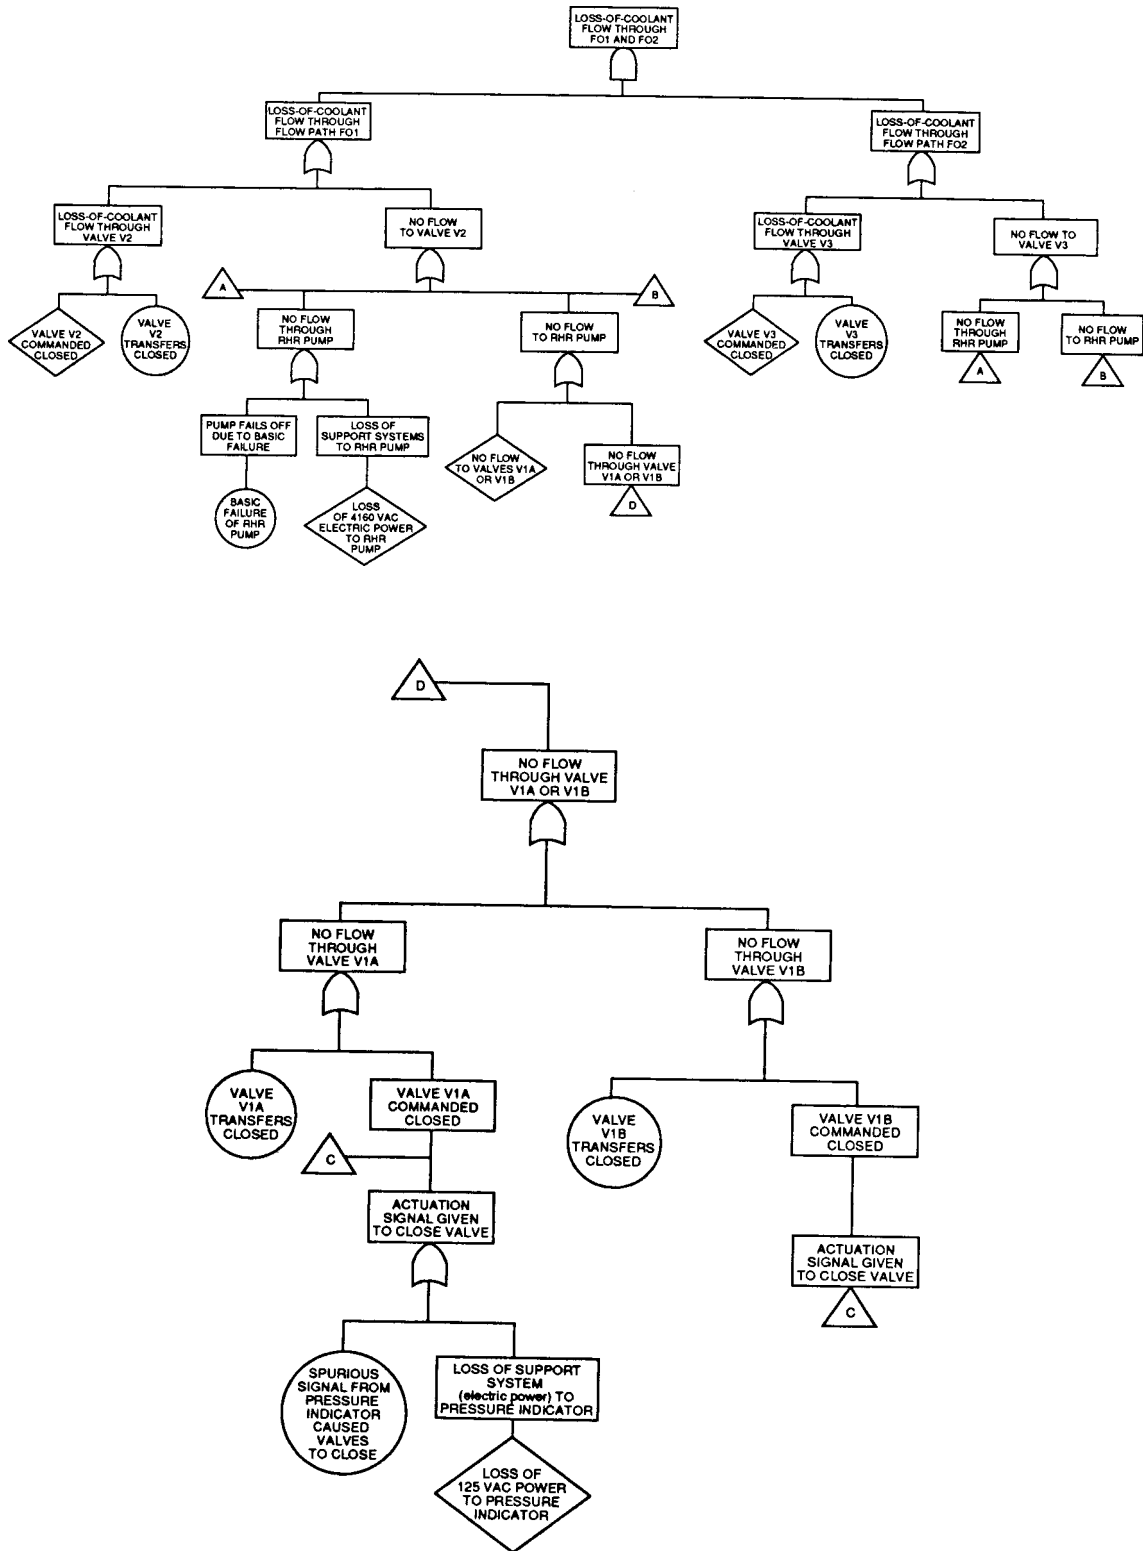 LOSS-OF-COOLANT
FLOW THROUGH
FO1 AND FO2
LOSS-OF-COOLANT
FLOW THROUGH
FLOW PATH FO1
LOSS-OF-COOLANT
FLOW THROUGH
FLOW PATH FO2
LOSS-OF-COOLANT
FLOW THROUGH
VALVE V2
NO FLOW
TO VALVE V2
LOSS-OF-COOLANT
FLOW THROUGH
VALVE V3
NO FLOW TO
VALVE V3
A
B
VALVE V2
COMMANDED
CLOSED
VALVE
V2
TRANSFERS
CLOSED
NO FLOW
THROUGH
RHR PUMP
NO FLOW
TO RHR PUMP
VALVE V3
COMMANDED
CLOSED
VALVE
V3
TRANSFERS
CLOSED
NO FLOW
THROUGH
RHR PUMP
A
NO FLOW
TO RHR PUMP
B
PUMP FAILS OFF
DUE TO BASIC
FAILURE
LOSS OF
SUPPORT SYSTEMS
TO RHR PUMP
NO FLOW
TO VALVES V1A
OR V1B
NO FLOW
THROUGH VALVE
V1A OR V1B
D
BASIC
FAILURE
OF RHR
PUMP
LOSS
OF 4160 VAC
ELECTRIC POWER
TO RHR
PUMP
D
NO FLOW
THROUGH VALVE
V1A OR V1B
NO FLOW
THROUGH
VALVE V1A
NO FLOW
THROUGH
VALVE V1B
VALVE
V1A
TRANSFERS
CLOSED
VALVE V1A
COMMANDED
CLOSED
VALVE
V1B
TRANSFERS
CLOSED
VALVE V1B
COMMANDED
CLOSED
C
ACTUATION
SIGNAL GIVEN
TO CLOSE VALVE
ACTUATION
SIGNAL GIVEN
TO CLOSE VALVE
C
SPURIOUS
SIGNAL FROM
PRESSURE
INDICATOR
CAUSED
VALVES
TO CLOSE
LOSS OF SUPPORT
SYSTEM
(electric power) TO
PRESSURE INDICATOR
LOSS OF
125 VAC POWER
TO PRESSURE
INDICATOR